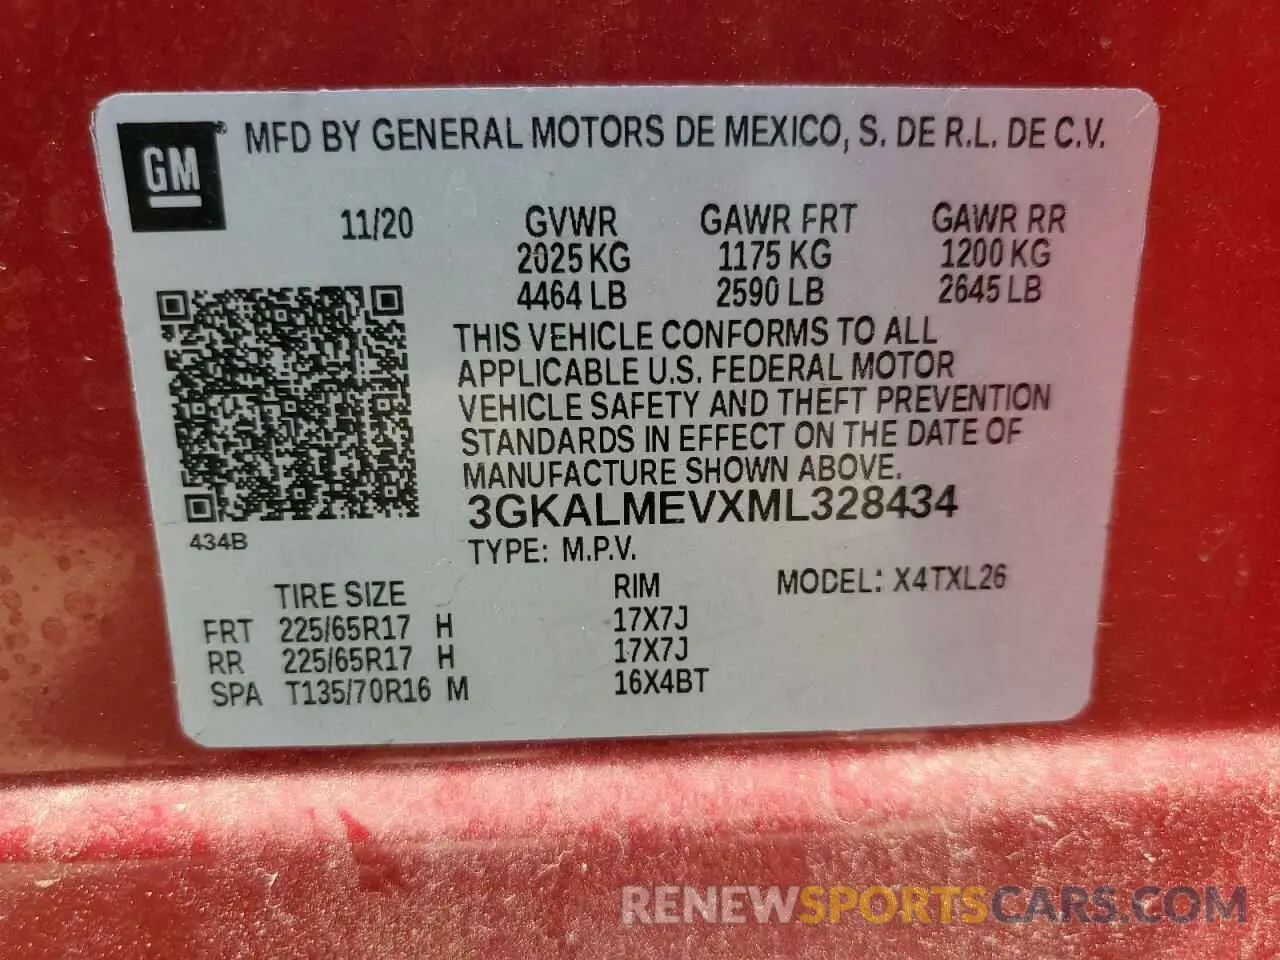 GM® MFD BY GENERAL MOTORS DE MEXICO, S. DE R.L. DE C.V.
11/20 GVWR GAWR FRT GAWR RR
2025 KG 1175 KG 1200 KG
4464 LB 2590 LB 2645 LB
THIS VEHICLE CONFORMS TO ALL
APPLICABLE U.S. FEDERAL MOTOR
VEHICLE SAFETY AND THEFT PREVENTION
STANDARDS IN EFFECT ON THE DATE OF
MANUFACTURE SHOWN ABOVE.
3GKALMEVXML328434
434B
TYPE: M.P.V.
TIRE SIZE RIM MODEL: X4TXL26
FRT 225/65R17 H 17X7J
RR 225/65R17 H 17X7J
SPA T135/70R16 M 16X4BT
RENEWSPORTSCARS.COM